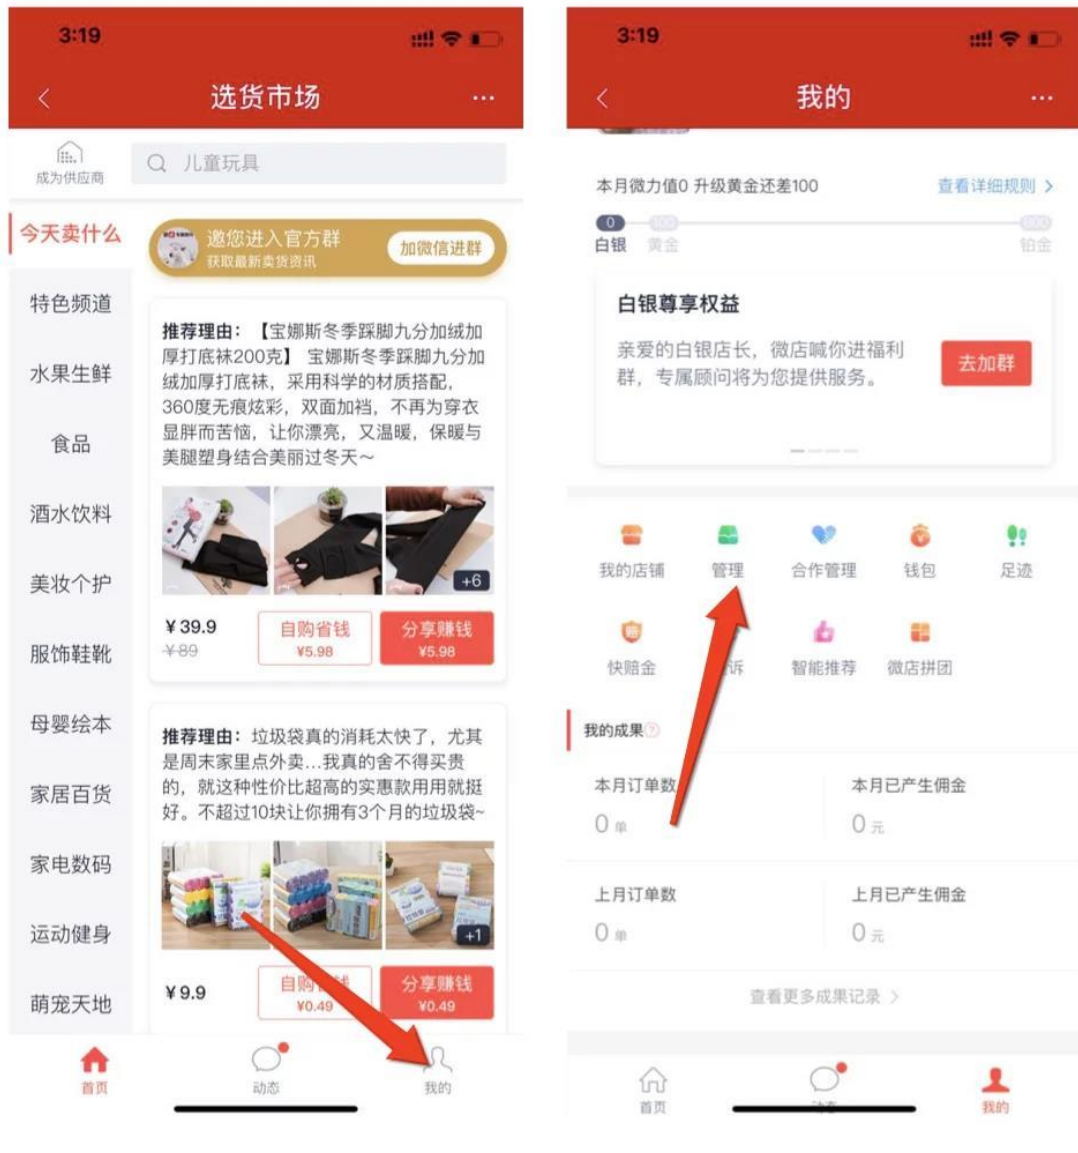 3:19
选货市场
成为供应商
儿童玩具
今天卖什么
特色频道
水果生鲜
食品
酒水饮料
美妆个护
服饰鞋靴
母婴绘本
家居百货
家电数码
运动健身
萌宠天地
邀您进入官方群
获取最新卖货资讯
加微信进群
推荐理由：【宝娜斯冬季踩脚九分加绒加
厚打底袜200克】 宝娜斯冬季踩脚九分加
绒加厚打底袜，采用科学的材质搭配，
360度无痕炫彩，双面加裆，不再为穿衣
显胖而苦恼，让你漂亮，又温暖，保暖与
美腿塑身结合美丽过冬天～
+6
¥39.9
¥89
自购省钱
¥5.98
分享赚钱
¥5.98
推荐理由：垃圾袋真的消耗太快了，尤其
是周末家里点外卖...我真的舍不得买贵
的，就这种性价比超高的实惠款用用就挺
好。不超过10块让你拥有3个月的垃圾袋~
+1
¥9.9
自购
¥0.49
分享赚钱
¥0.49
首页
动态
我的
3:19
我的
本月微力值0 升级黄金还差100
查看详细规则
0
白银
黄金
铂金
白银尊享权益
亲爱的白银店长，微店喊你进福利
群，专属顾问将为您提供服务。
去加群
我的店铺
管理
合作管理
钱包
足迹
快赔金
诉
智能推荐
微店拼团
我的成果
本月订单数
0 单
本月已产生佣金
0 元
上月订单数
0 单
上月已产生佣金
0 元
查看更多成果记录
首页
我的